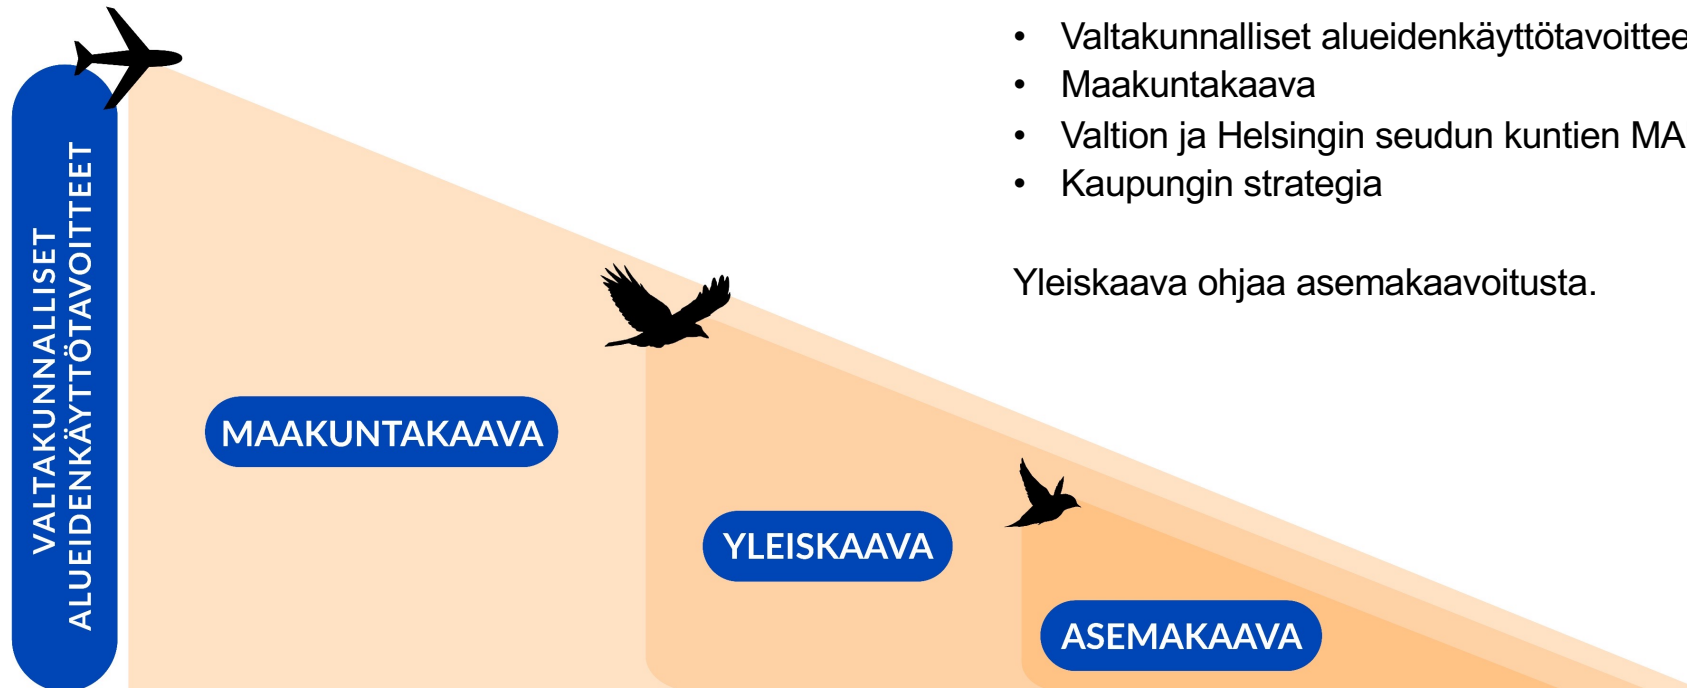 VALTAKUNNALLISET
ALUEIDENKÄYTTÖTAVOITTEET
MAAKUNTAKAAVA
YLEISKAAVA
ASEMAKAAVA
• Valtakunnalliset alueidenkäyttötavoittee
• Maakuntakaava
• Valtion ja Helsingin seudun kuntien MA
• Kaupungin strategia
Yleiskaava ohjaa asemakaavoitusta.